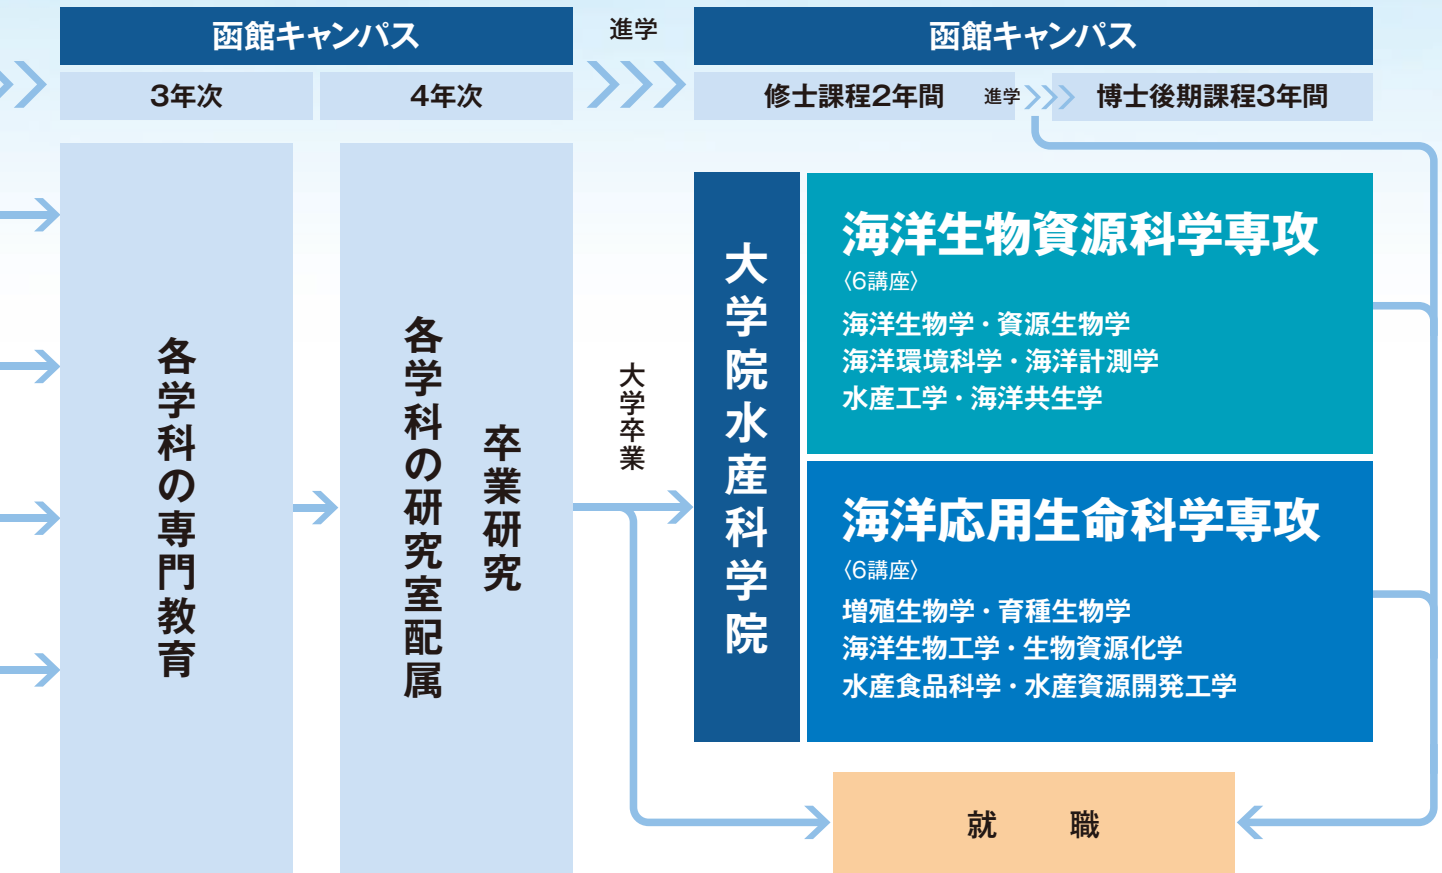 函館キャンパス
3年次
4年次
各学科の専門教育
卒業研究
各学科の研究室配属
進学
大学卒業
函館キャンパス
修士課程2年間
進学
博士後期課程3年間
大学院水産科学院
海洋生物資源科学専攻
〈6講座〉
海洋生物学・資源生物学
海洋環境科学・海洋計測学
水産工学・海洋共生学
海洋応用生命科学専攻
〈6講座〉
増殖生物学・育種生物学
海洋生物工学・生物資源化学
水産食品科学・水産資源開発工学
就　職